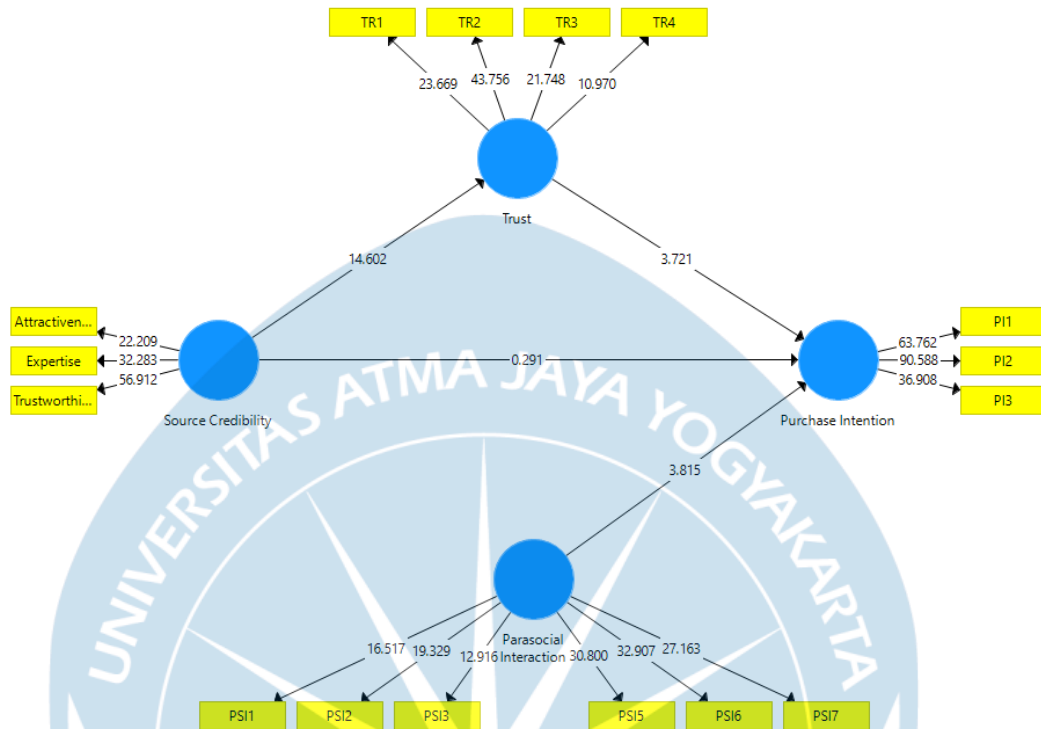 TR1 TR2 TR3 TR4
23.669 43.756 21.748 10.970
Trust
14.602 3.721
Attractiven...
Expertise
Trustworthi...
22.209
32.283
56.912
Source Credibility
0.291
63.762
90.588
36.908
PI1
PI2
PI3
Purchase Intention
3.815
Parasocial
Interaction
16.517 19.329 12.916 30.800 32.907 27.163
PSI1 PSI2 PSI3 PSI5 PSI6 PSI7
UNIVERSITAS ATMA JAYA YOGYAKARTA